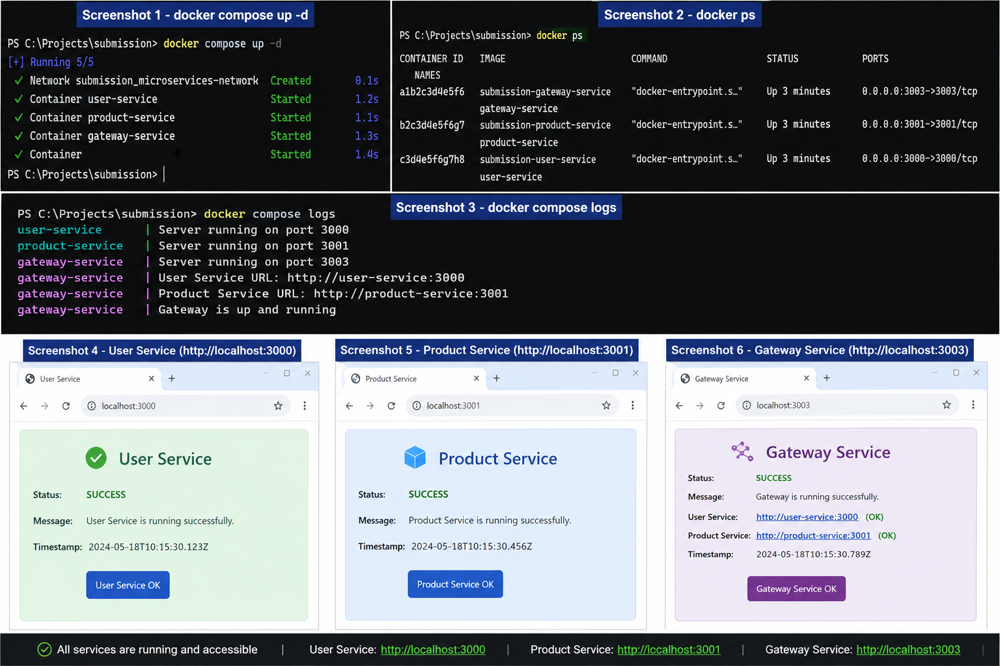 Screenshot 1 - docker compose up -d
PS C:\Projects\submission> docker compose up -d
[+] Running 5/5
✓ Network submission_microservices-network Created 0.1s
✓ Container user-service Started 1.2s
✓ Container product-service Started 1.1s
✓ Container gateway-service Started 1.3s
✓ Container Started 1.4s
PS C:\Projects\submission>
Screenshot 2 - docker ps
PS C:\Projects\submission> docker ps
CONTAINER ID IMAGE COMMAND STATUS PORTS
NAMES
a1b2c3d4e5f6 submission-gateway-service "docker-entrypoint.s…" Up 3 minutes 0.0.0.0:3003->3003/tcp
gateway-service
b2c3d4e5f6g7 submission-product-service "docker-entrypoint.s…" Up 3 minutes 0.0.0.0:3001->3001/tcp
product-service
c3d4e5f6g7h8 submission-user-service "docker-entrypoint.s…" Up 3 minutes 0.0.0.0:3000->3000/tcp
user-service
Screenshot 3 - docker compose logs
PS C:\Projects\submission> docker compose logs
user-service | Server running on port 3000
product-service | Server running on port 3001
gateway-service | Server running on port 3003
gateway-service | User Service URL: http://user-service:3000
gateway-service | Product Service URL: http://product-service:3001
gateway-service | Gateway is up and running
Screenshot 4 - User Service (http://localhost:3000)
User Service
localhost:3000
User Service
Status: SUCCESS
Message: User Service is running successfully.
Timestamp: 2024-05-18T10:15:30.123Z
User Service OK
Screenshot 5 - Product Service (http://localhost:3001)
Product Service
localhost:3001
Product Service
Status: SUCCESS
Message: Product Service is running successfully.
Timestamp: 2024-05-18T10:15:30.456Z
Product Service OK
Screenshot 6 - Gateway Service (http://localhost:3003)
Gateway Service
localhost:3003
Gateway Service
Status: SUCCESS
Message: Gateway is running successfully.
User Service: http://user-service:3000 (OK)
Product Service: http://product-service:3001 (OK)
Timestamp: 2024-05-18T10:15:30.789Z
Gateway Service OK
All services are running and accessible | User Service: http://localhost:3000 | Product Service: http://iccalhost:3001 | Gateway Service: http://localhost:3003 |